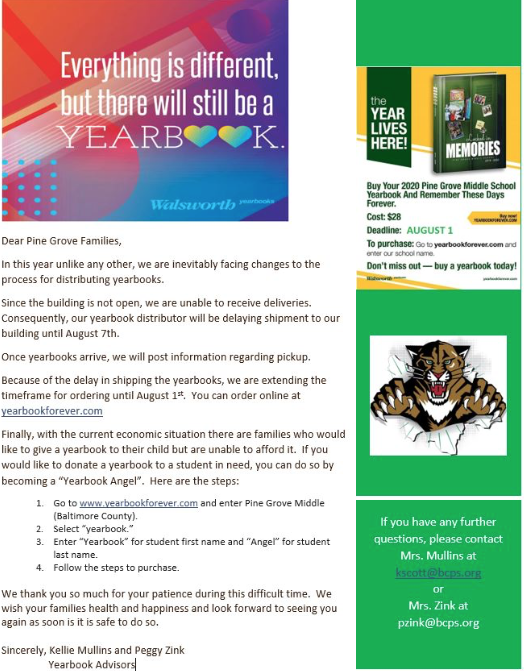 Everything is different,
but there will still be a
YEARBOOK.
Walsworth yearbooks
Dear Pine Grove Families,
In this year unlike any other, we are inevitably facing changes to the
process for distributing yearbooks.
Since the building is not open, we are unable to receive deliveries.
Consequently, our yearbook distributor will be delaying shipment to our
building until August 7th.
Once yearbooks arrive, we will post information regarding pickup.
Because of the delay in shipping the yearbooks, we are extending the
timeframe for ordering until August 1st. You can order online at
yearbookforever.com
Finally, with the current economic situation there are families who would
like to give a yearbook to their child but are unable to afford it. If you
would like to donate a yearbook to a student in need, you can do so by
becoming a “Yearbook Angel”. Here are the steps:
1. Go to www.yearbookforever.com and enter Pine Grove Middle
(Baltimore County).
2. Select “yearbook.”
3. Enter “Yearbook” for student first name and “Angel” for student
last name.
4. Follow the steps to purchase.
We thank you so much for your patience during this difficult time. We
wish your families health and happiness and look forward to seeing you
again as soon is it is safe to do so.
Sincerely, Kellie Mullins and Peggy Zink
Yearbook Advisors
the
YEAR
LIVES
HERE!
MEMORIES
Buy Your 2020 Pine Grove Middle School
Yearbook And Remember These Days
Forever.
Cost: $28
Buy now!
YEARBOOKFOREVER.COM
Deadline: AUGUST 1
To purchase: Go to yearbookforever.com and
enter our school name.
Don't miss out — buy a yearbook today!
Walsworth yearbooks
yearbookforever.com
If you have any further
questions, please contact
Mrs. Mullins at
kscott@bcps.org
or
Mrs. Zink at
pzink@bcps.org